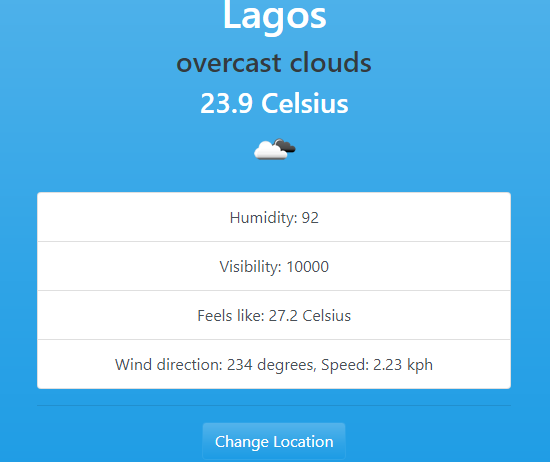 Lagos
overcast clouds
23.9 Celsius
Humidity: 92
Visibility: 10000
Feels like: 27.2 Celsius
Wind direction: 234 degrees, Speed: 2.23 kph
Change Location